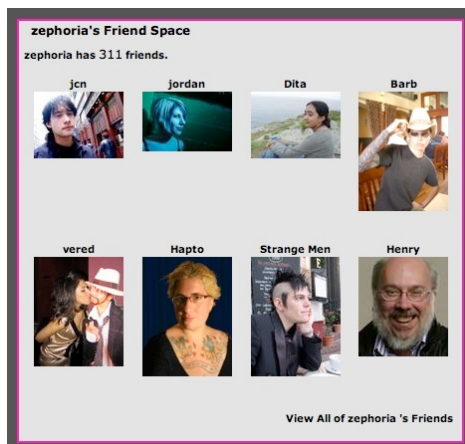 zephoria's Friend Space
zephoria has 311 friends.
jcn jordan Dita Barb
vered Hapto Strange Men Henry
View All of zephoria 's Friends